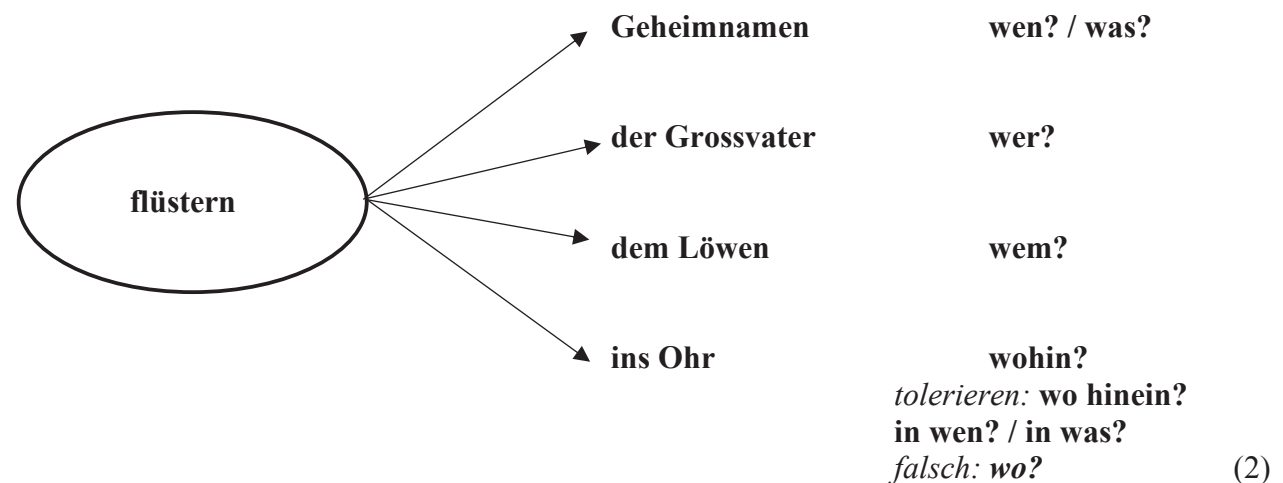 Geheimnamen wen? / was?
der Grossvater wer?
flüstern
dem Löwen wem?
ins Ohr wohin?
tolerieren: wo hinein?
in wen? / in was?
falsch: wo? (2)